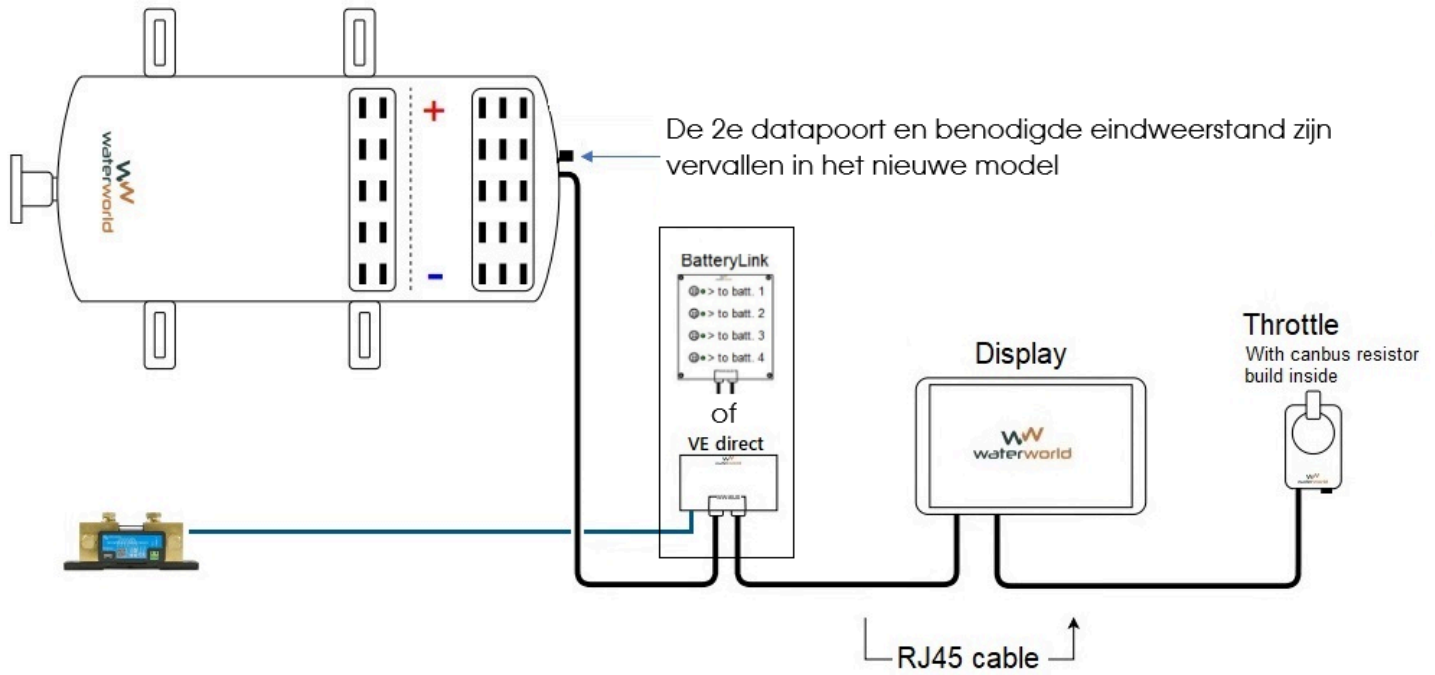 waterworld
+
-
De 2e datapoort en benodigde eindweerstand zijn
vervallen in het nieuwe model
BatteryLink
> to batt. 1
> to batt. 2
> to batt. 3
> to batt. 4
of
VE direct
Display
waterworld
Throttle
With canbus resistor
build inside
RJ45 cable